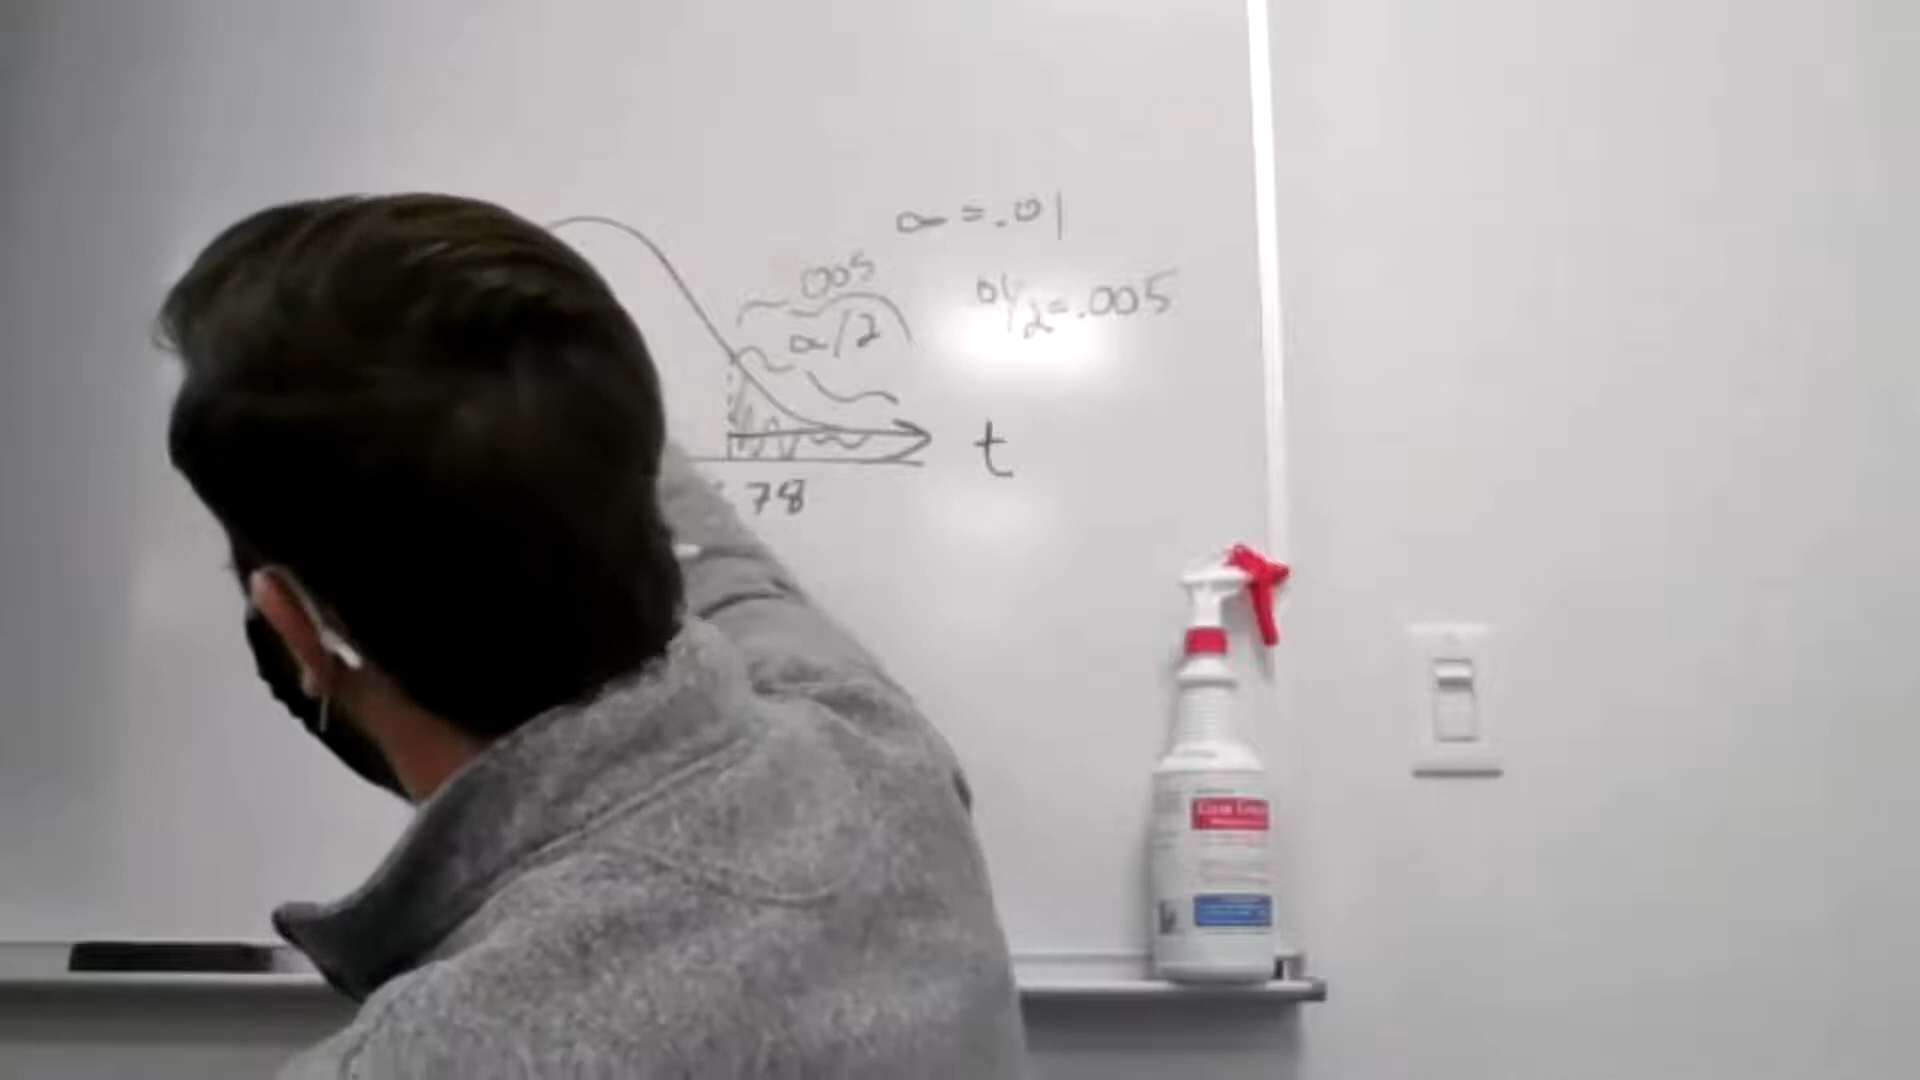 α = .01
.005
α/2 = .005
α/2
t
.78